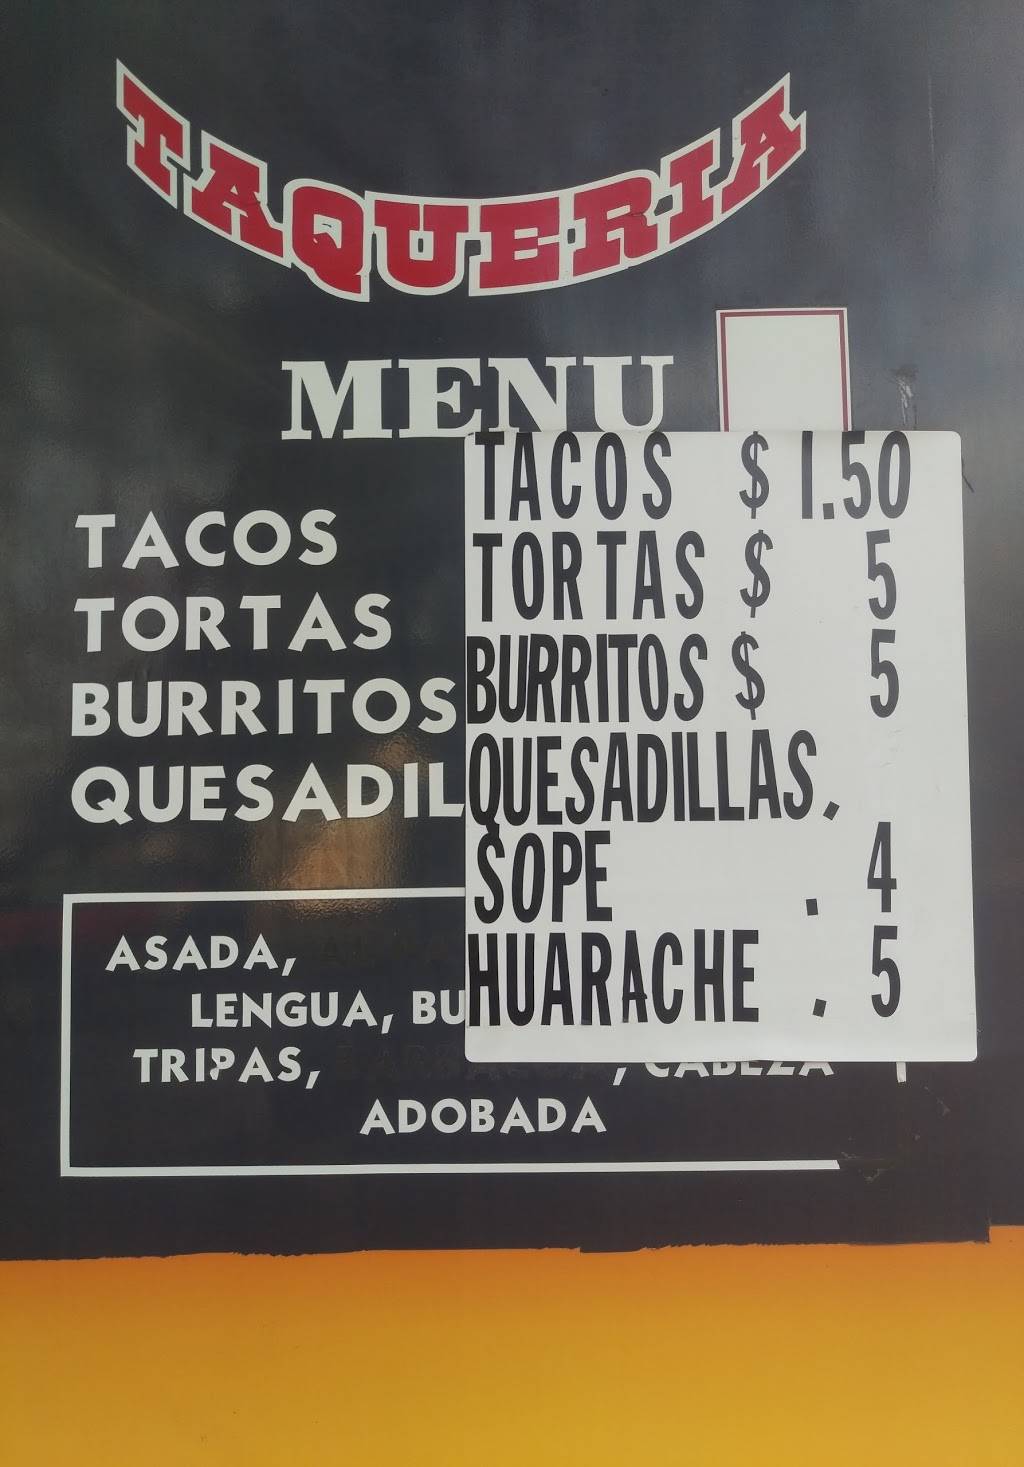 TAQUERIA
MENU
TACOS
TORTAS
BURRITOS
QUESADIL
TACOS $ 1.50
TORTAS $ 5
BURRITOS $ 5
QUESADILLAS.
SOPE . 4
HUARACHE . 5
ASADA,
LENGUA, BU
TRIPAS, , CABEZA
ADOBADA